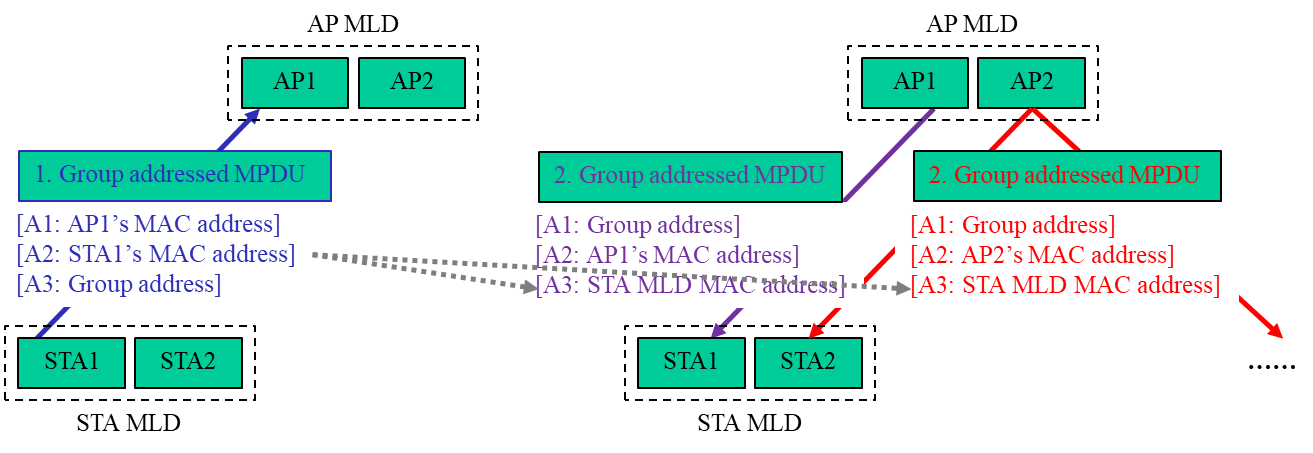 AP MLD
AP1
AP2
1. Group addressed MPDU
[A1: AP1’s MAC address]
[A2: STA1’s MAC address]
[A3: Group address]
STA1
STA2
STA MLD
AP MLD
AP1
AP2
2. Group addressed MPDU
[A1: Group address]
[A2: AP1’s MAC address]
[A3: STA MLD MAC address]
2. Group addressed MPDU
[A1: Group address]
[A2: AP2’s MAC address]
[A3: STA MLD MAC address]
STA1
STA2
STA MLD
……